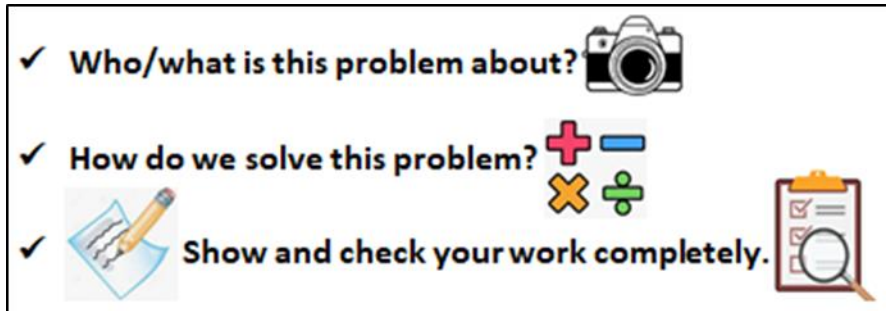 ✓ Who/what is this problem about?
✓ How do we solve this problem?
✓ Show and check your work completely.